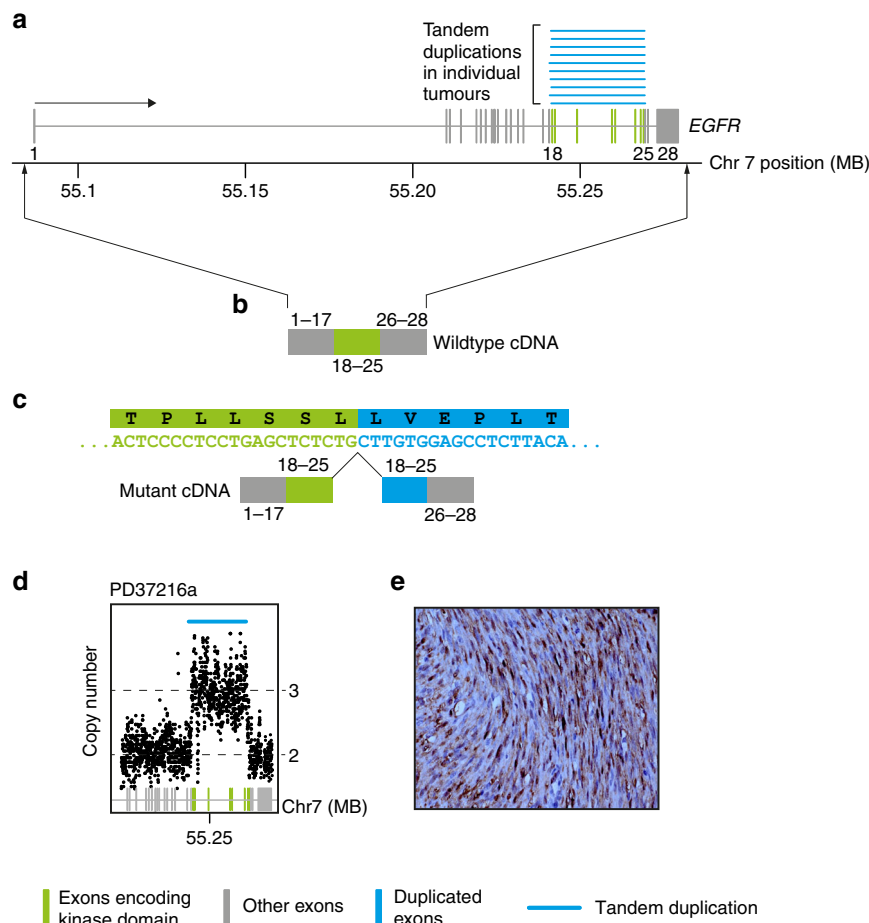 a
Tandem
duplications
in individual
tumours
EGFR
1
18
25 28
Chr 7 position (MB)
55.1
55.15
55.20
55.25
b
1–17
26–28
Wildtype cDNA
18–25
c
T P L L S S L L V E P L T
...ACTCCCCTCCTGAGCTCTCTGCTTGTGGAGCCTCTTACA...
18–25
18–25
Mutant cDNA
1–17
26–28
d
PD37216a
Copy number
3
2
Chr7 (MB)
55.25
e
Exons encoding
kinase domain
Other exons
Duplicated
exons
Tandem duplication